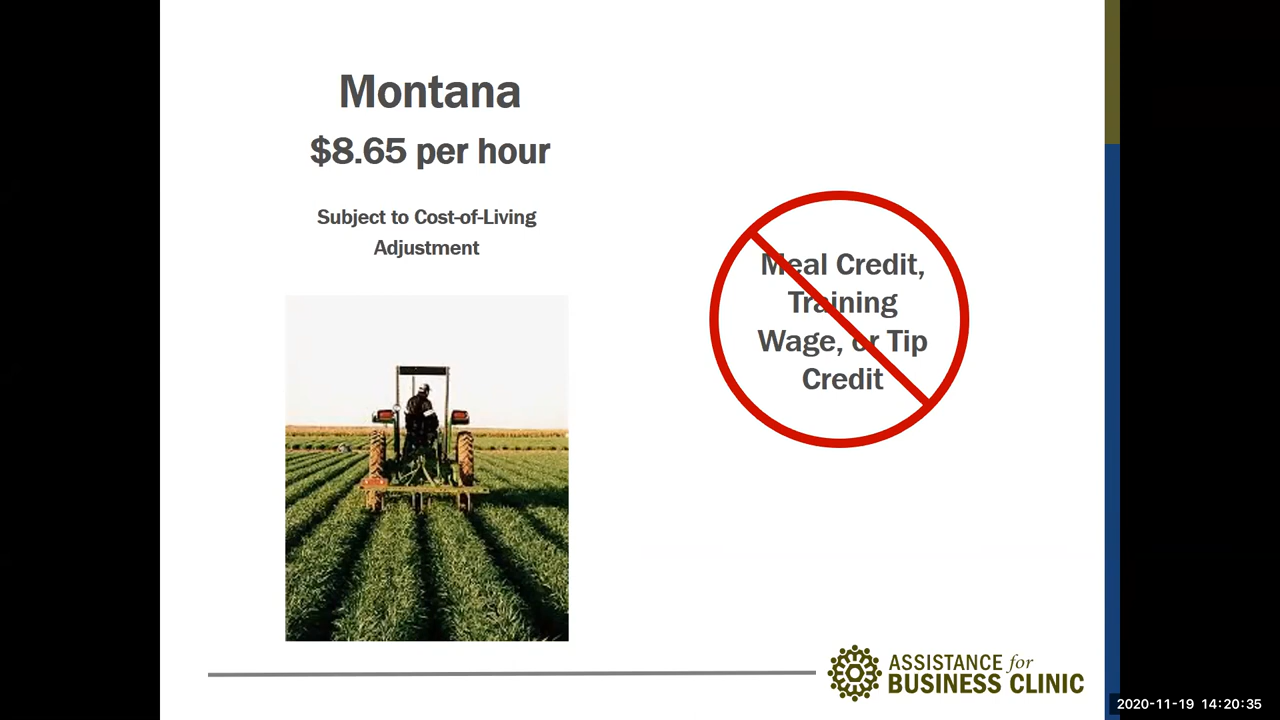 Montana
$8.65 per hour
Subject to Cost-of-Living
Adjustment
Meal Credit,
Training
Wage, or Tip
Credit
ASSISTANCE for
BUSINESS CLINIC
2020-11-19 14:20:35